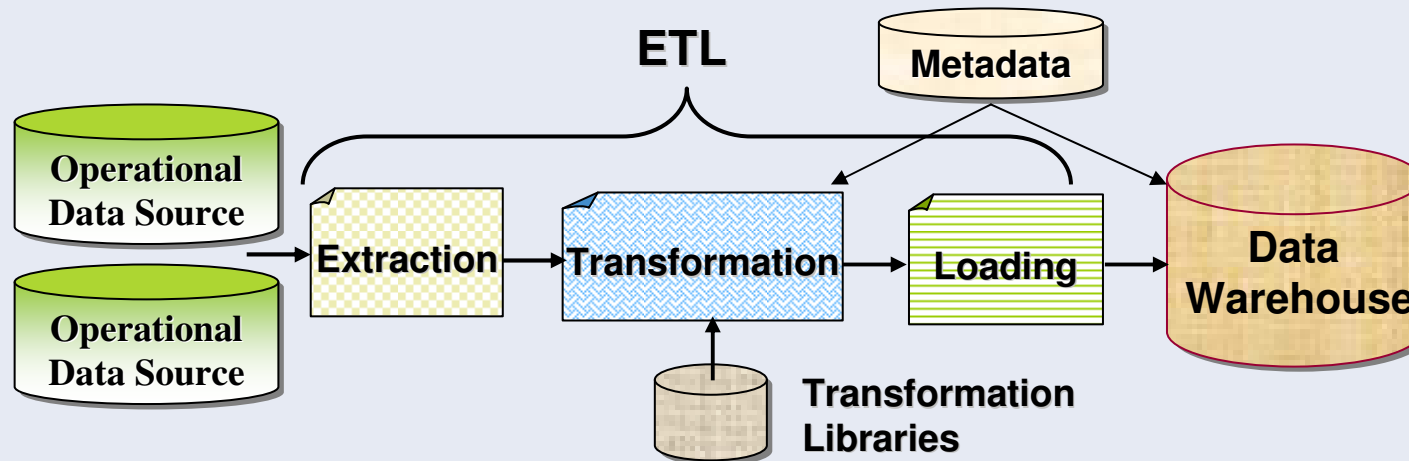 ETL
Metadata
Operational
Data Source
Operational
Data Source
Extraction
Transformation
Loading
Data
Warehouse
Transformation
Libraries